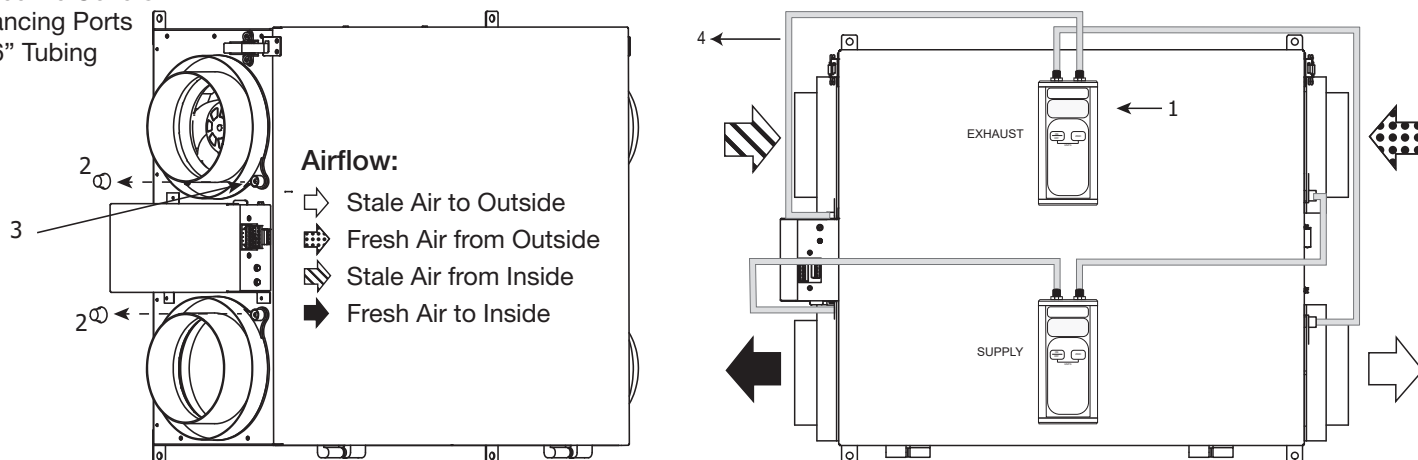 ancing Ports
6” Tubing
2
3
2
Airflow:
Stale Air to Outside
Fresh Air from Outside
Stale Air from Inside
Fresh Air to Inside
4
1
EXHAUST
SUPPLY